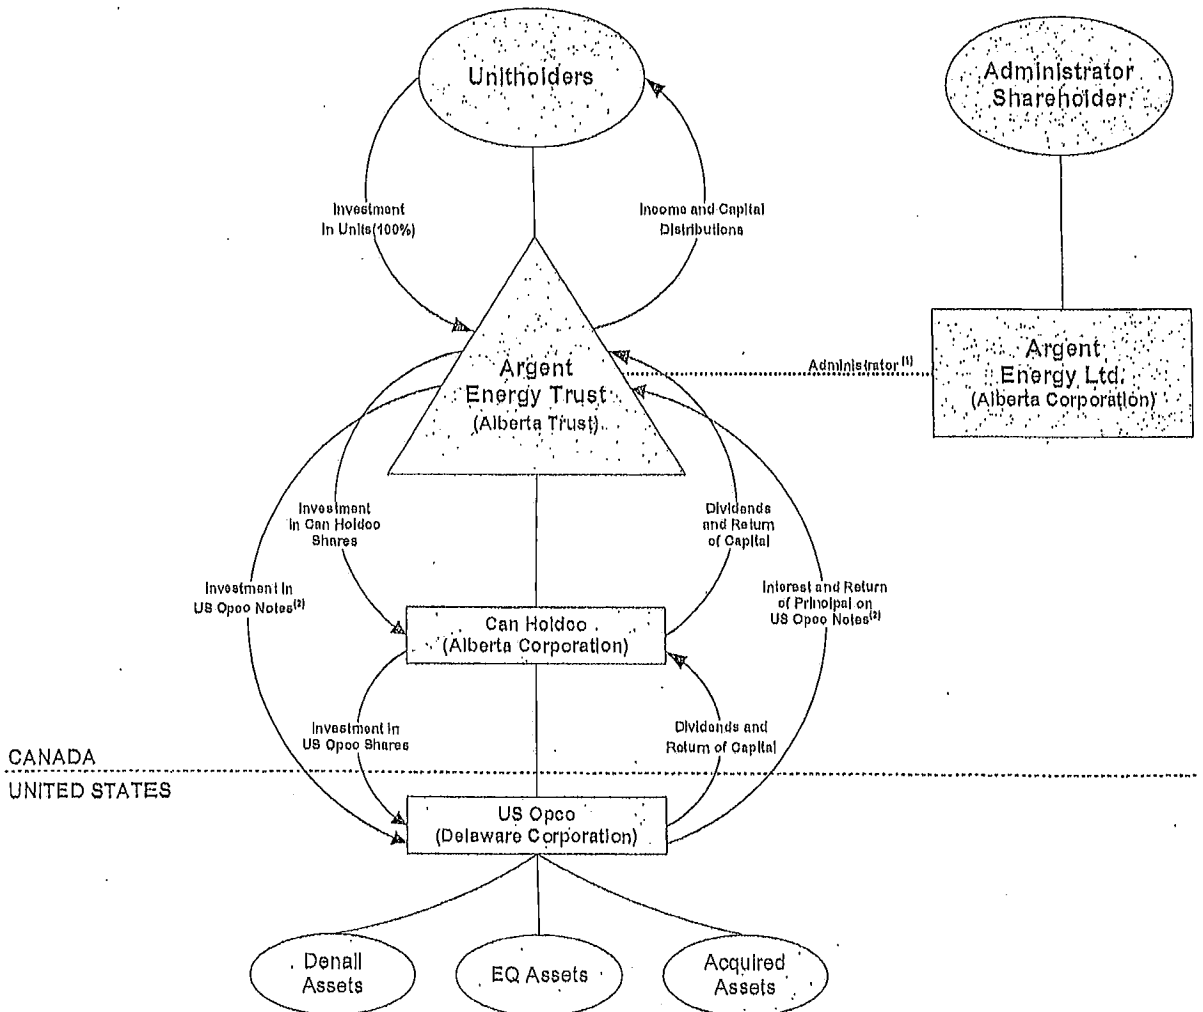 Unitholders
Administrator
Shareholder
Investment
in Units(100%)
Income and Capital
Distributions
Argent
Energy Trust
(Alberta Trust)
Administrator (1)
Argent
Energy Ltd.
(Alberta Corporation)
Investment
in Can Holdco
Shares
Dividends
and Return
of Capital
Investment in
US Opco Notes(2)
Interest and Return
of Principal on
US Opco Notes(2)
Can Holdco
(Alberta Corporation)
Investment in
US Opco Shares
Dividends and
Return of Capital
CANADA
UNITED STATES
US Opco
(Delaware Corporation)
Denali
Assets
EQ Assets
Acquired
Assets